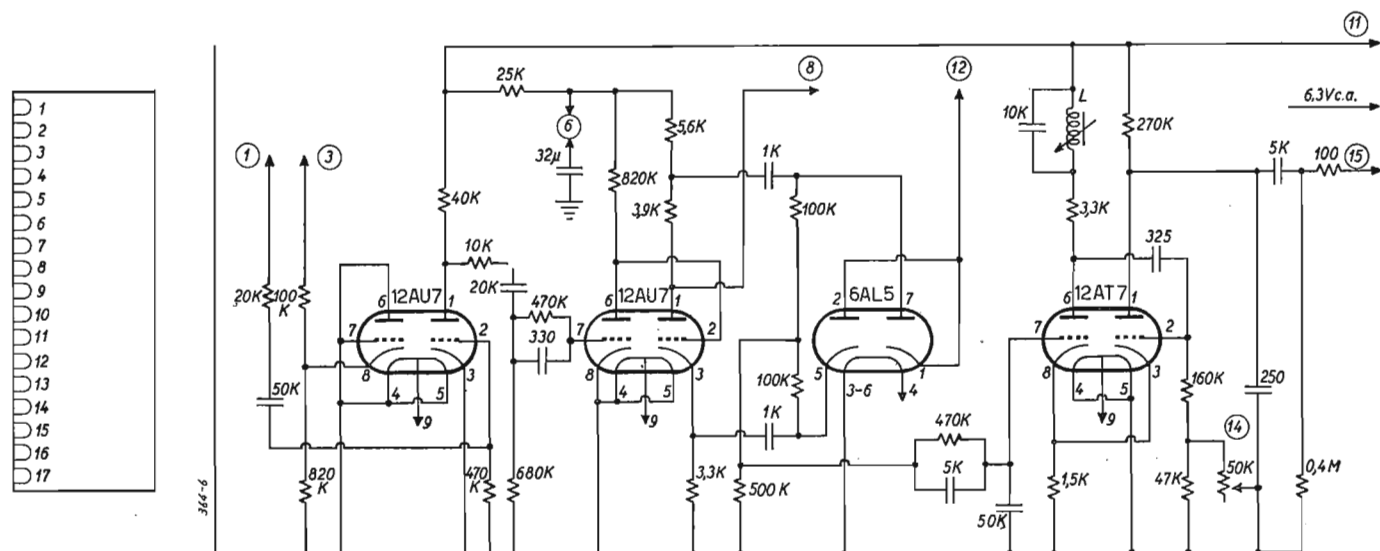 1
2
3
4
5
6
7
8
9
10
11
12
13
14
15
16
17
364-6
1
3
20K
100K
50K
820K
25K
40K
10K
20K
12AU7
6
1
7
2
8
4
5
3
9
470K
680K
6
32μ
470K
330
820K
5,6K
3,9K
12AU7
6
1
7
2
8
4
5
3
9
3,3K
8
1K
100K
100K
1K
500K
12
6AL5
2
7
5
3-6
4
1
470K
5K
50K
10K
L
3,3K
270K
325
12AT7
6
1
7
2
8
4
5
3
9
1,5K
160K
47K
14
50K
250
11
6,3Vc.a.
5K
100
15
0,4M